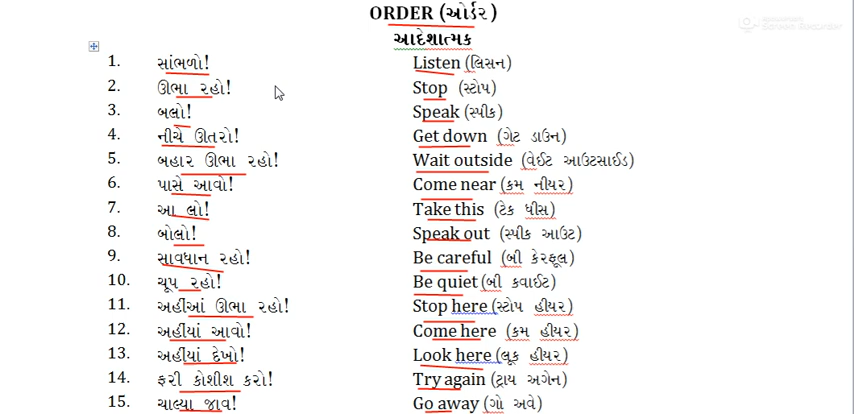 ORDER (ઓર્ડર)
આદેશાત્મક
1. સાંભળો! Listen (લિસન)
2. ઊભા રહો! Stop (સ્ટોપ)
3. બલો! Speak (સ્પીક)
4. નીચે ઊતરો! Get down (ગેટ ડાઉન)
5. બહાર ઊભા રહો! Wait outside (વેઈટ આઉટસાઈડ)
6. પાસે આવો! Come near (કમ નીયર)
7. આ લો! Take this (ટેક ધીસ)
8. બોલો! Speak out (સ્પીક આઉટ)
9. સાવધાન રહો! Be careful (બી કેરફૂલ)
10. ચૂપ રહો! Be quiet (બી કવાઈટ)
11. અહીંઆં ઊભા રહો! Stop here (સ્ટોપ હીયર)
12. અહીંયાં આવો! Come here (કમ હીયર)
13. અહીંયાં દેખો! Look here (લૂક હીયર)
14. ફરી કોશીશ કરો! Try again (ટ્રાય અગેન)
15. ચાલ્યા જાવ! Go away (ગો અવે)